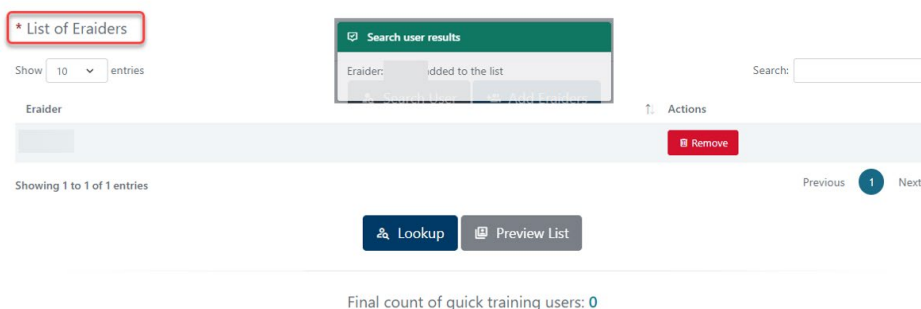 * List of Eraiders
Search user results
Show 10 entries
Eraider: added to the list
Search:
Search User Add Eraiders
Eraider Actions
Remove
Showing 1 to 1 of 1 entries
Previous 1 Next
Lookup Preview List
Final count of quick training users: 0